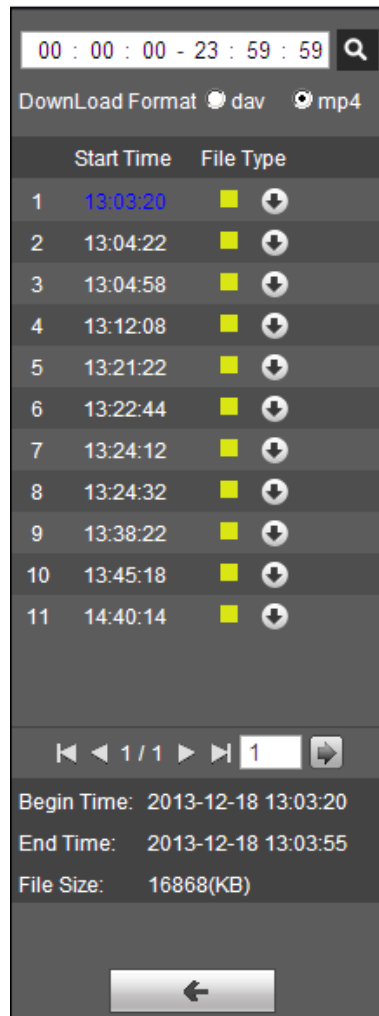 00 : 00 : 00 - 23 : 59 : 59
DownLoad Format dav mp4
Start Time File Type
1 13:03:20
2 13:04:22
3 13:04:58
4 13:12:08
5 13:21:22
6 13:22:44
7 13:24:12
8 13:24:32
9 13:38:22
10 13:45:18
11 14:40:14
1 / 1 1
Begin Time: 2013-12-18 13:03:20
End Time: 2013-12-18 13:03:55
File Size: 16868(KB)